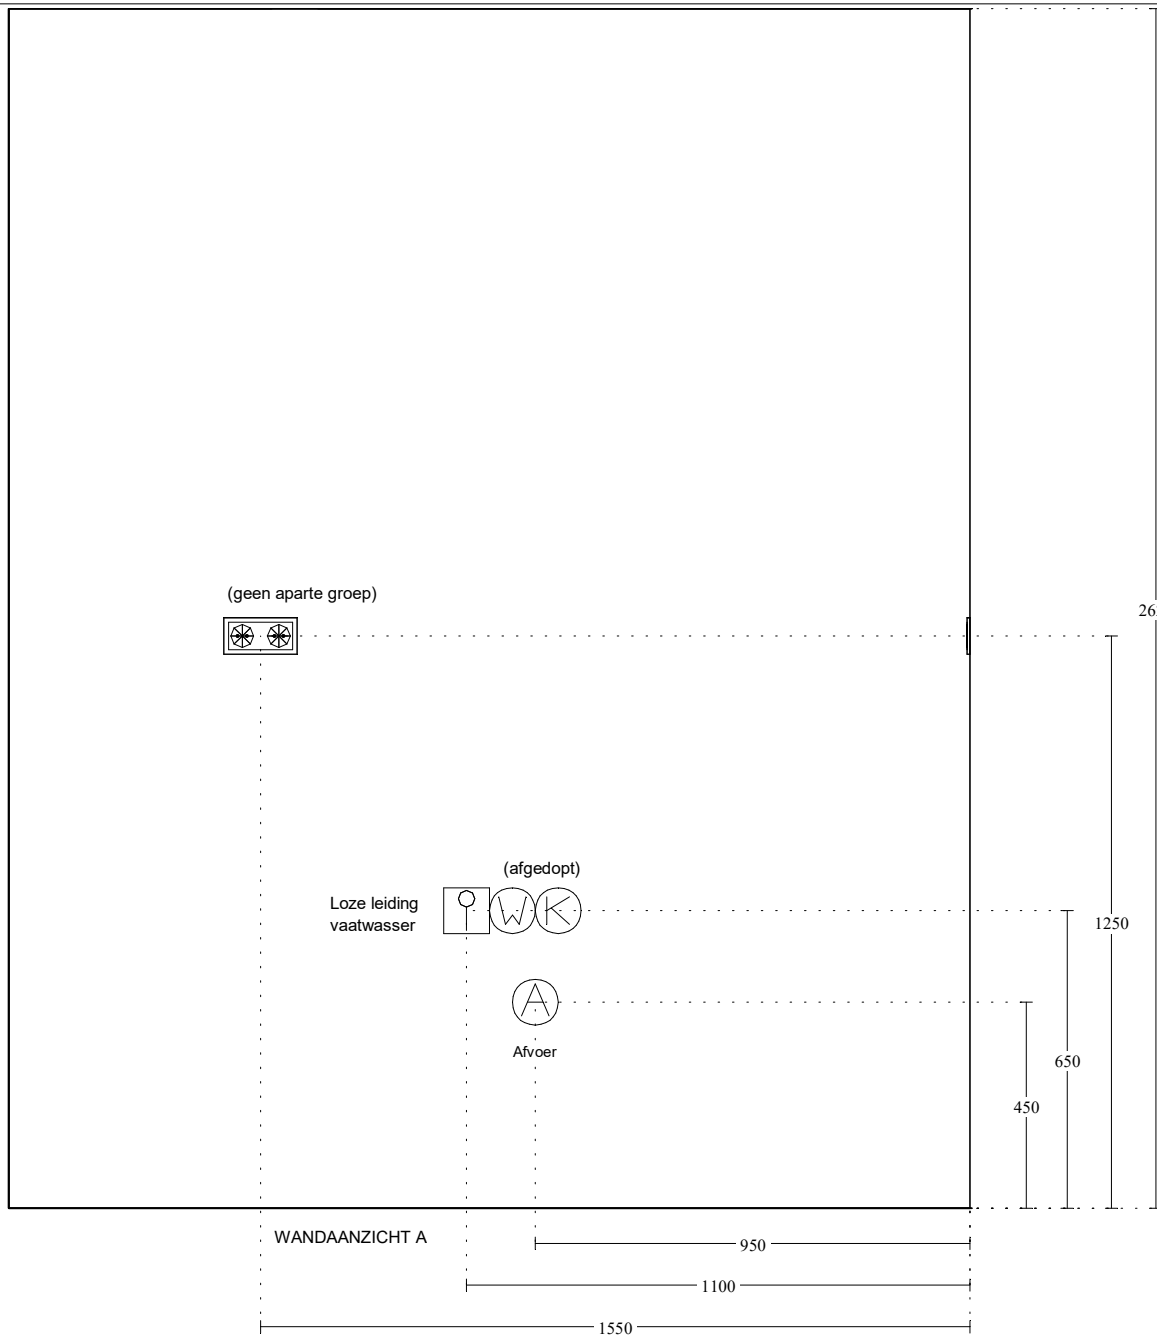 (geen aparte groep)
26
(afgedopt)
Loze leiding
vaatwasser
W K
1250
A
Afvoer
650
450
WANDAANZICHT A
950
1100
1550